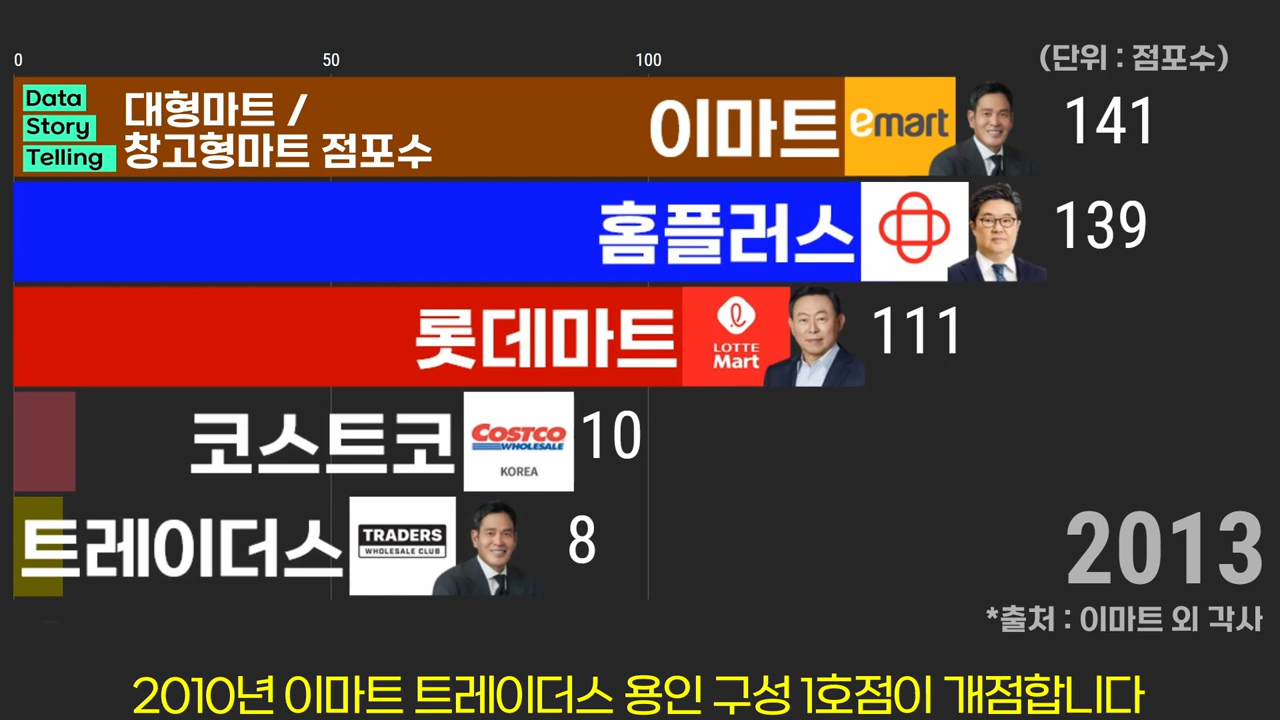 0
50
100
(단위 : 점포수)
Data
Story
Telling
대형마트 /
창고형마트 점포수
이마트
emart
141
홈플러스
139
롯데마트
LOTTE
Mart
111
코스트코
COSTCO
WHOLESALE
KOREA
10
트레이더스
TRADERS
WHOLESALE CLUB
8
2013
*출처 : 이마트 외 각사
2010년 이마트 트레이더스 용인 구성 1호점이 개점합니다